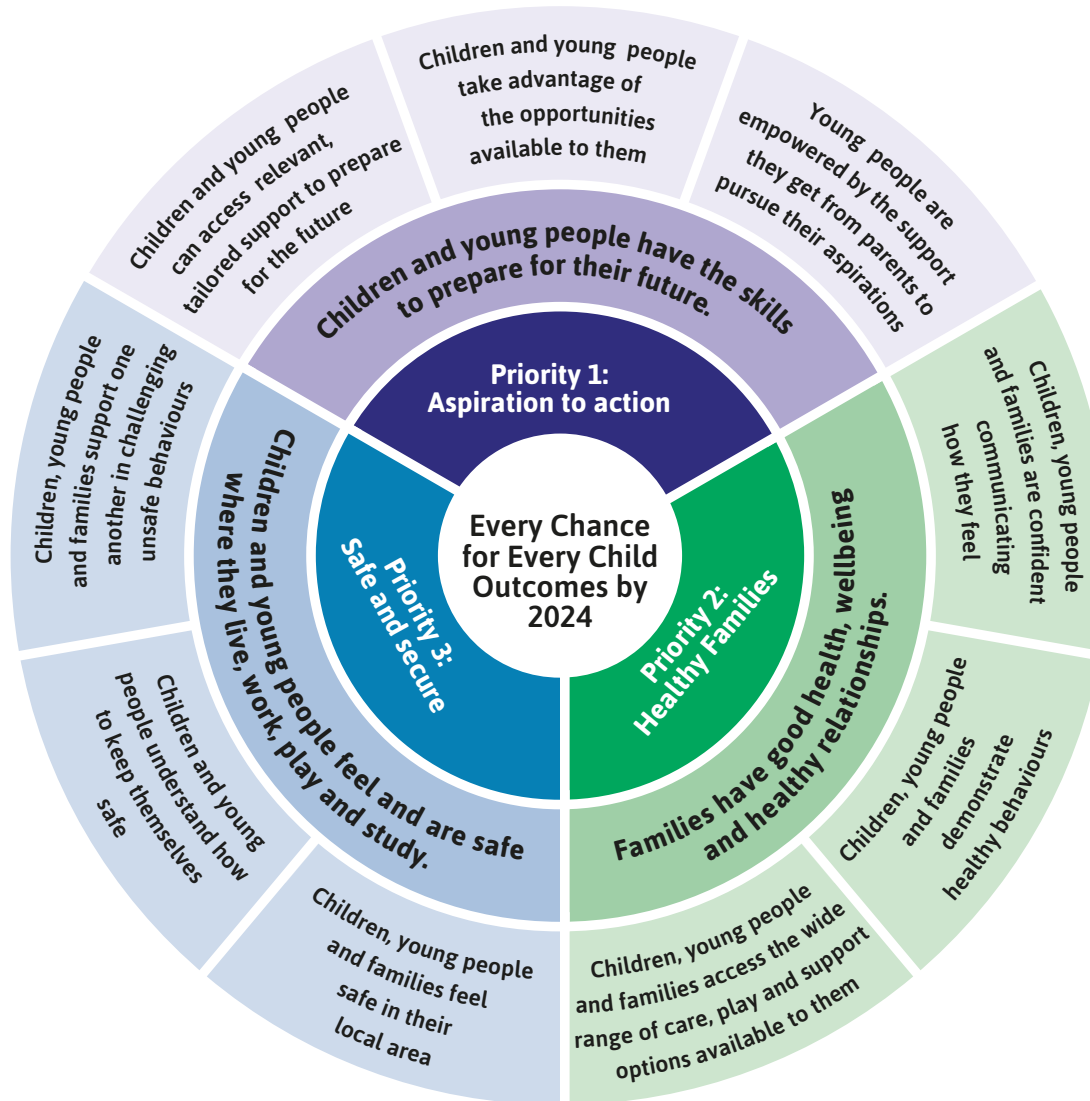 Every Chance
for Every Child
Outcomes by
2024
Priority 1:
Aspiration to action
Children and young people have the skills
to prepare for their future.
Children and young people
can access relevant,
tailored support to prepare
for the future
Children and young people
take advantage of
the opportunities
available to them
Young people are
empowered by the support
they get from parents to
pursue their aspirations
Priority 2:
Healthy Families
Families have good health, wellbeing
and healthy relationships.
Children, young people
and families are confident
communicating
how they feel
Children, young people
and families
demonstrate
healthy behaviours
Children, young people
and families access the wide
range of care, play and support
options available to them
Priority 3:
Safe and secure
Children and young people feel and are safe
where they live, work, play and study.
Children, young people
and families feel
safe in their
local area
Children and young
people understand how
to keep themselves
safe
Children, young people
and families support one
another in challenging
unsafe behaviours